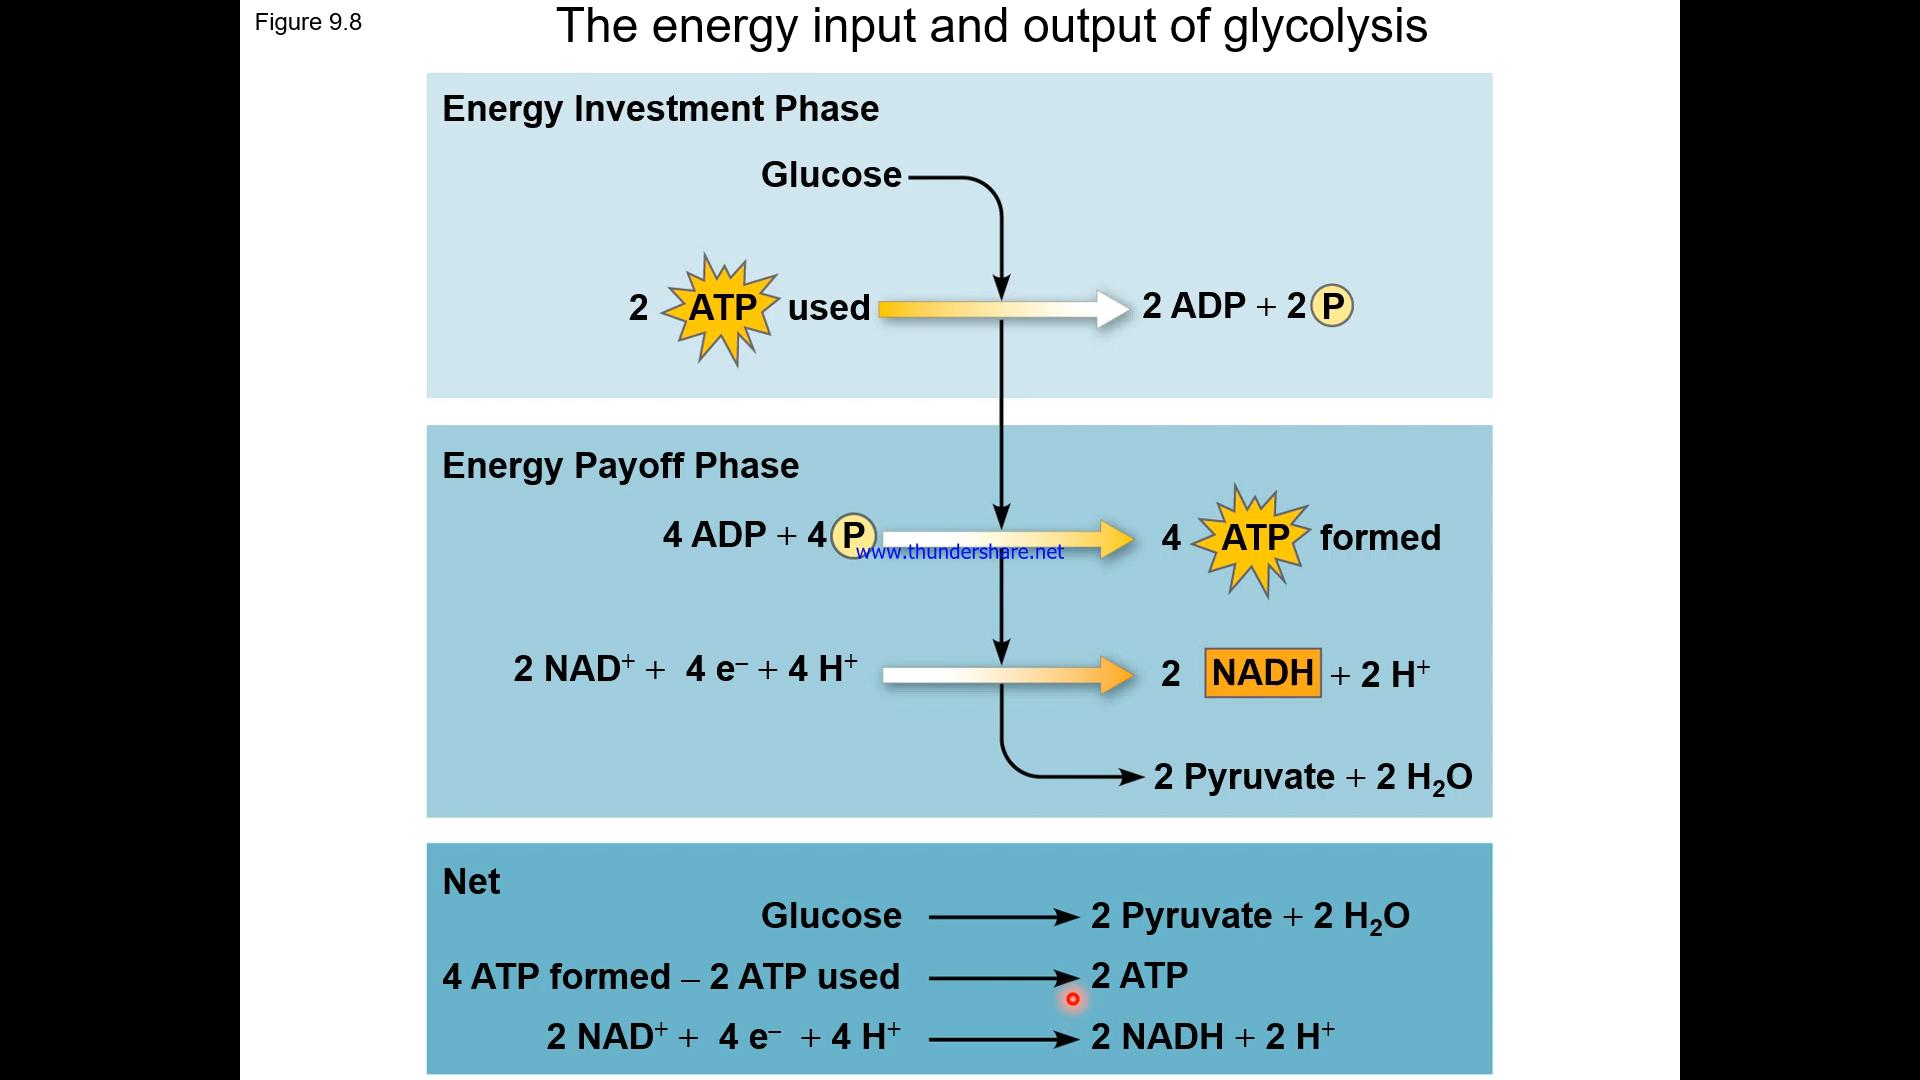 Figure 9.8
The energy input and output of glycolysis
Energy Investment Phase
Glucose
2 ATP used 2 ADP + 2 P
Energy Payoff Phase
4 ADP + 4 P 4 ATP formed
www.thundershare.net
2 NAD⁺ + 4 e⁻ + 4 H⁺ 2 NADH + 2 H⁺
2 Pyruvate + 2 H₂O
Net
Glucose → 2 Pyruvate + 2 H₂O
4 ATP formed – 2 ATP used → 2 ATP
2 NAD⁺ + 4 e⁻ + 4 H⁺ → 2 NADH + 2 H⁺